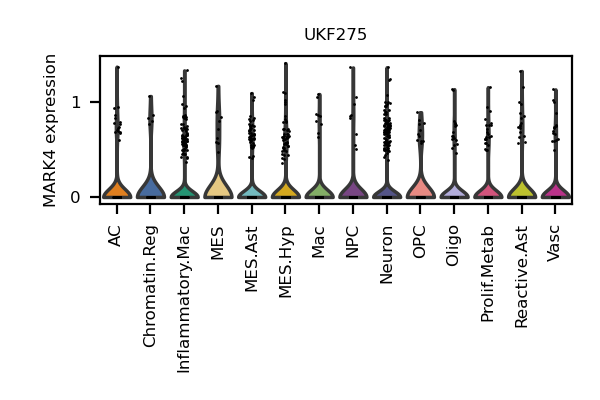 UKF275
MARK4 expression
1
0
AC
Chromatin.Reg
Inflammatory.Mac
MES
MES.Ast
MES.Hyp
Mac
NPC
Neuron
OPC
Oligo
Prolif.Metab
Reactive.Ast
Vasc